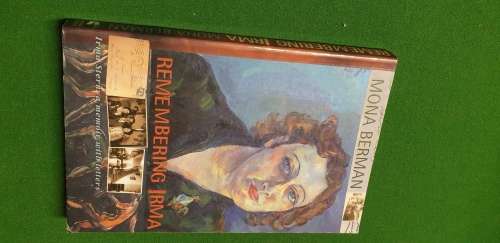 REMEMBERING IRMA MONA BERMAN
MONA BERMAN
REMEMBERING IRMA
Irma Stern: a memoir with letters